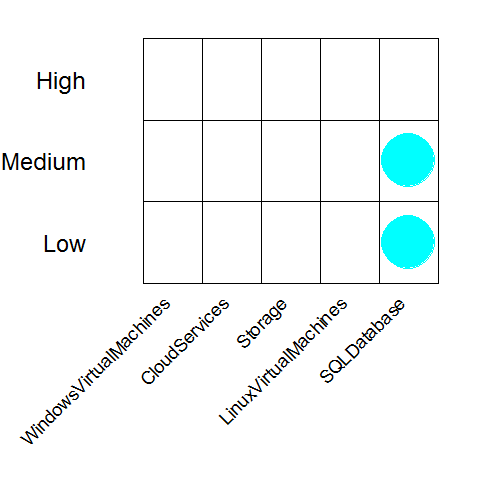 High
Medium
Low
WindowsVirtualMachines
CloudServices
Storage
LinuxVirtualMachines
SQLDatabase